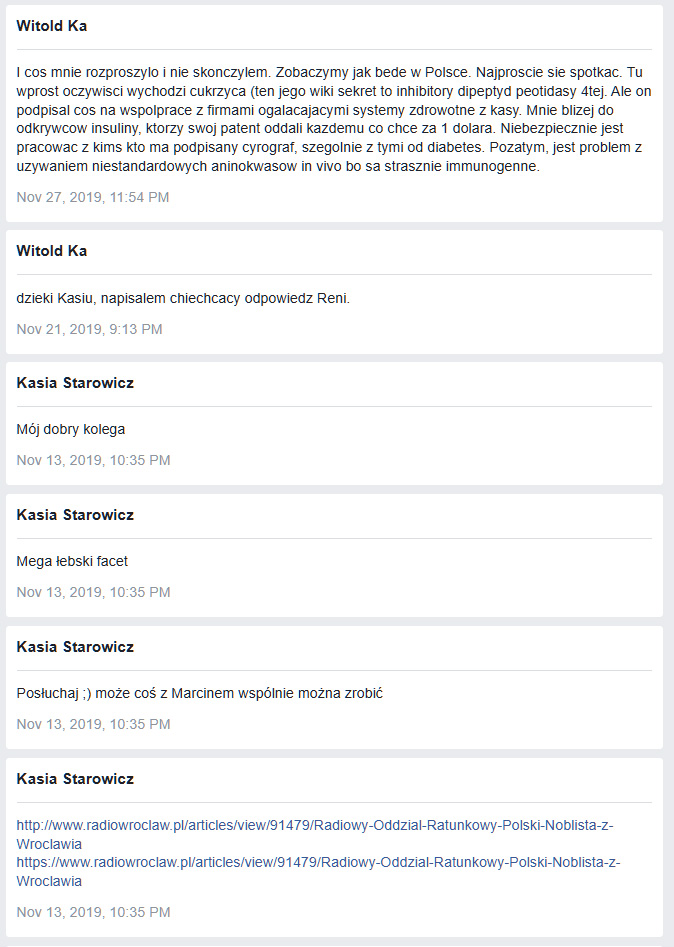 Witold Ka
I cos mnie rozproszylo i nie skonczylem. Zobaczymy jak bede w Polsce. Najproscie sie spotkac. Tu
wprost oczywisci wychodzi cukrzyca (ten jego wiki sekret to inhibitory dipeptyd peotidasy 4tej. Ale on
podpisal cos na wspolprace z firmami ogalacajacymi systemy zdrowotne z kasy. Mnie blizej do
odkrywcow insuliny, ktorzy swoj patent oddali kazdemu co chce za 1 dolara. Niebezpiecznie jest
pracowac z kims kto ma podpisany cyrograf, szegolnie z tymi od diabetes. Pozatym, jest problem z
uzywaniem niestandardowych aninokwasow in vivo bo sa strasznie immunogenne.
Nov 27, 2019, 11:54 PM
Witold Ka
dzieki Kasiu, napisalem chiechcacy odpowiedz Reni.
Nov 21, 2019, 9:13 PM
Kasia Starowicz
Mój dobry kolega
Nov 13, 2019, 10:35 PM
Kasia Starowicz
Mega łebski facet
Nov 13, 2019, 10:35 PM
Kasia Starowicz
Posłuchaj ;) może coś z Marcinem wspólnie można zrobić
Nov 13, 2019, 10:35 PM
Kasia Starowicz
http://www.radiowroclaw.pl/articles/view/91479/Radiowy-Oddzial-Ratunkowy-Polski-Noblista-z-
Wroclawia
https://www.radiowroclaw.pl/articles/view/91479/Radiowy-Oddzial-Ratunkowy-Polski-Noblista-z-
Wroclawia
Nov 13, 2019, 10:35 PM